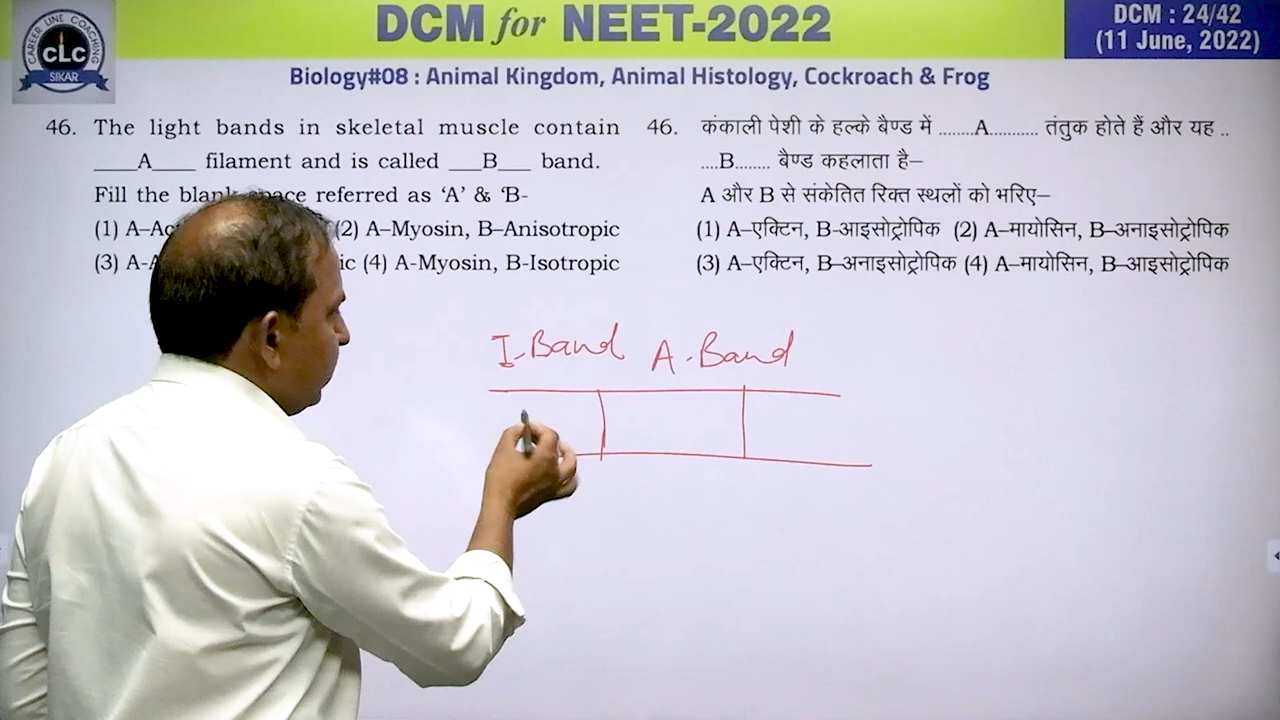 CAREER LINE COACHING
CLC
SIKAR
DCM for NEET-2022
DCM : 24/42
(11 June, 2022)
Biology#08 : Animal Kingdom, Animal Histology, Cockroach & Frog
46. The light bands in skeletal muscle contain
____A____ filament and is called ___B___ band.
Fill the blank space referred as ‘A’ & ‘B-
(1) A–Ac (2) A–Myosin, B–Anisotropic
(3) A-A ic (4) A-Myosin, B-Isotropic
46. कंकाली पेशी के हल्के बैण्ड में ........A........... तंतुक होते हैं और यह ..
....B........ बैण्ड कहलाता है–
A और B से संकेतित रिक्त स्थलों को भरिए–
(1) A–एक्टिन, B-आइसोट्रोपिक (2) A–मायोसिन, B–अनाइसोट्रोपिक
(3) A–एक्टिन, B–अनाइसोट्रोपिक (4) A–मायोसिन, B–आइसोट्रोपिक
I-Band A-Band